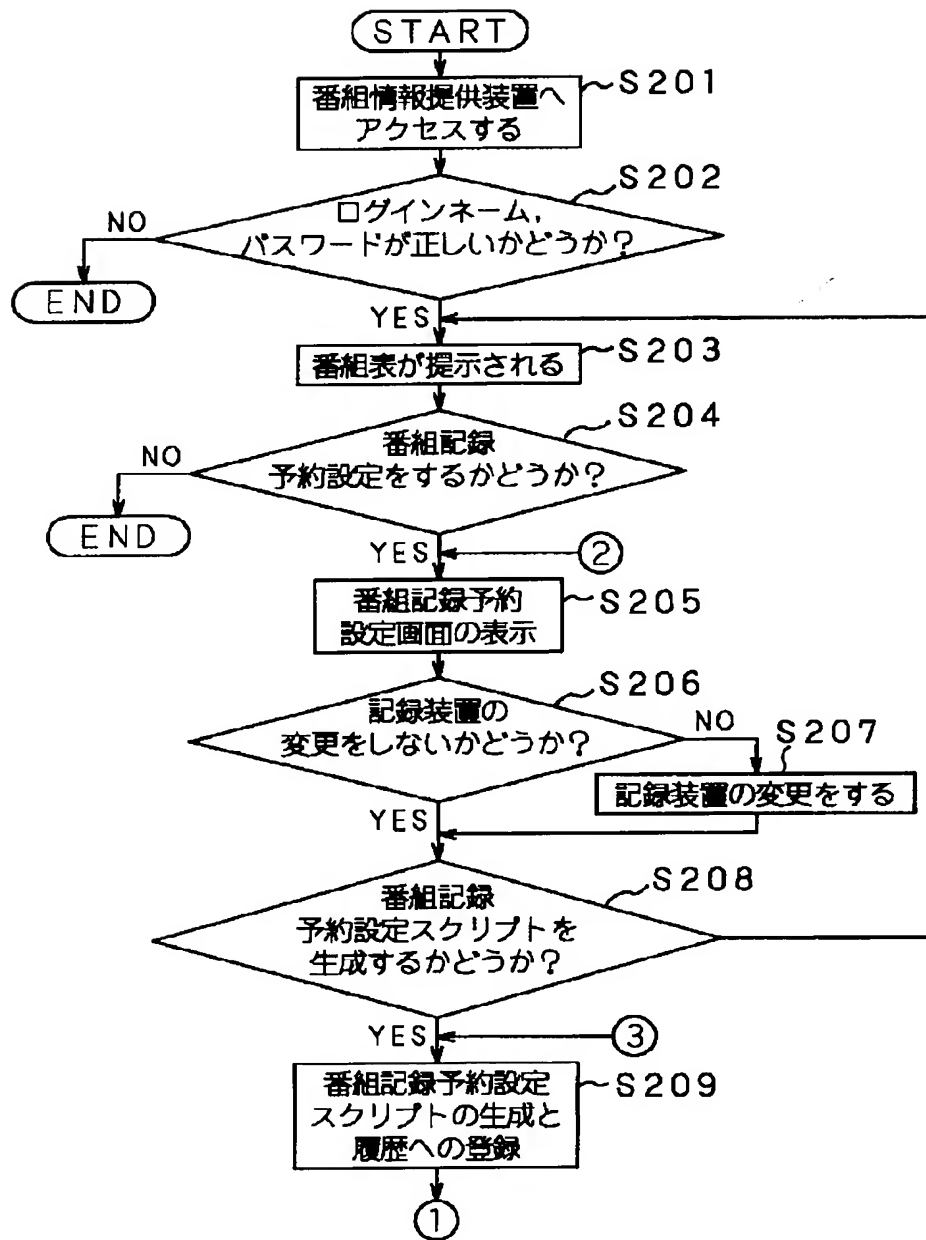 START
番組情報提供装置へ
アクセスする
S201
ログインネーム,
パスワードが正しいかどうか?
S202
NO
END
YES
番組表が提示される
S203
番組記録
予約設定をするかどうか?
S204
NO
END
YES
②
番組記録予約
設定画面の表示
S205
記録装置の
変更をしないかどうか?
S206
NO
S207
記録装置の変更をする
YES
番組記録
予約設定スクリプトを
生成するかどうか?
S208
YES
③
番組記録予約設定
スクリプトの生成と
履歴への登録
S209
①